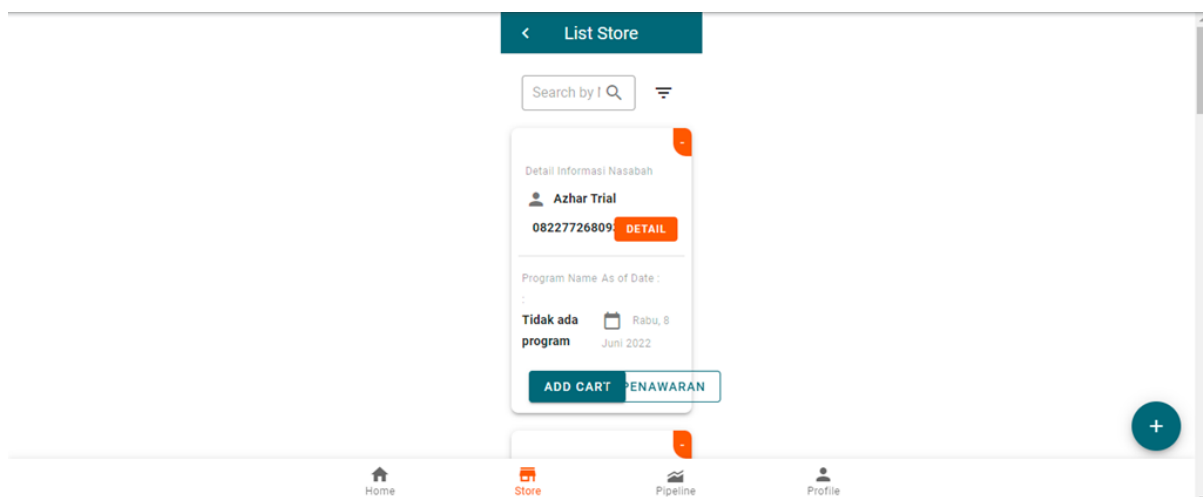 List Store
Search by
-
Detail Informasi Nasabah
Azhar Trial
08227726809
DETAIL
Program Name As of Date :
:
Tidak ada Rabu, 8
program Juni 2022
ADD CART PENAWARAN
+
-
Home Store Pipeline Profile